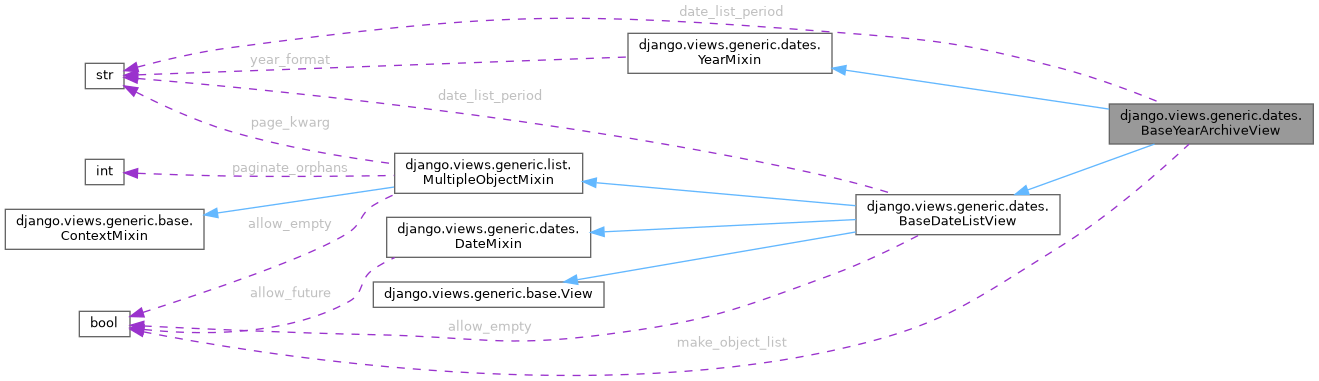 date_list_period
django.views.generic.dates.
YearMixin
year_format
str
date_list_period
django.views.generic.dates.
BaseYearArchiveView
page_kwarg
django.views.generic.list.
MultipleObjectMixin
paginate_orphans
int
django.views.generic.dates.
BaseDateListView
django.views.generic.base.
ContextMixin
allow_empty
django.views.generic.dates.
DateMixin
allow_future
django.views.generic.base.View
bool
allow_empty
make_object_list